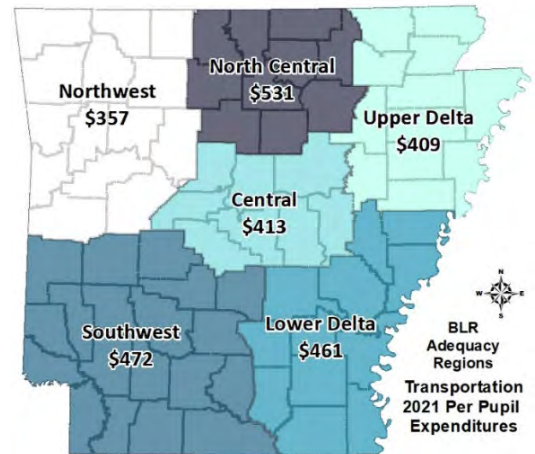 North Central
$531
Northwest
$357
Upper Delta
$409
Central
$413
Southwest
$472
Lower Delta
$461
N
W
E
S
BLR
Adequacy
Regions
Transportation
2021 Per Pupil
Expenditures